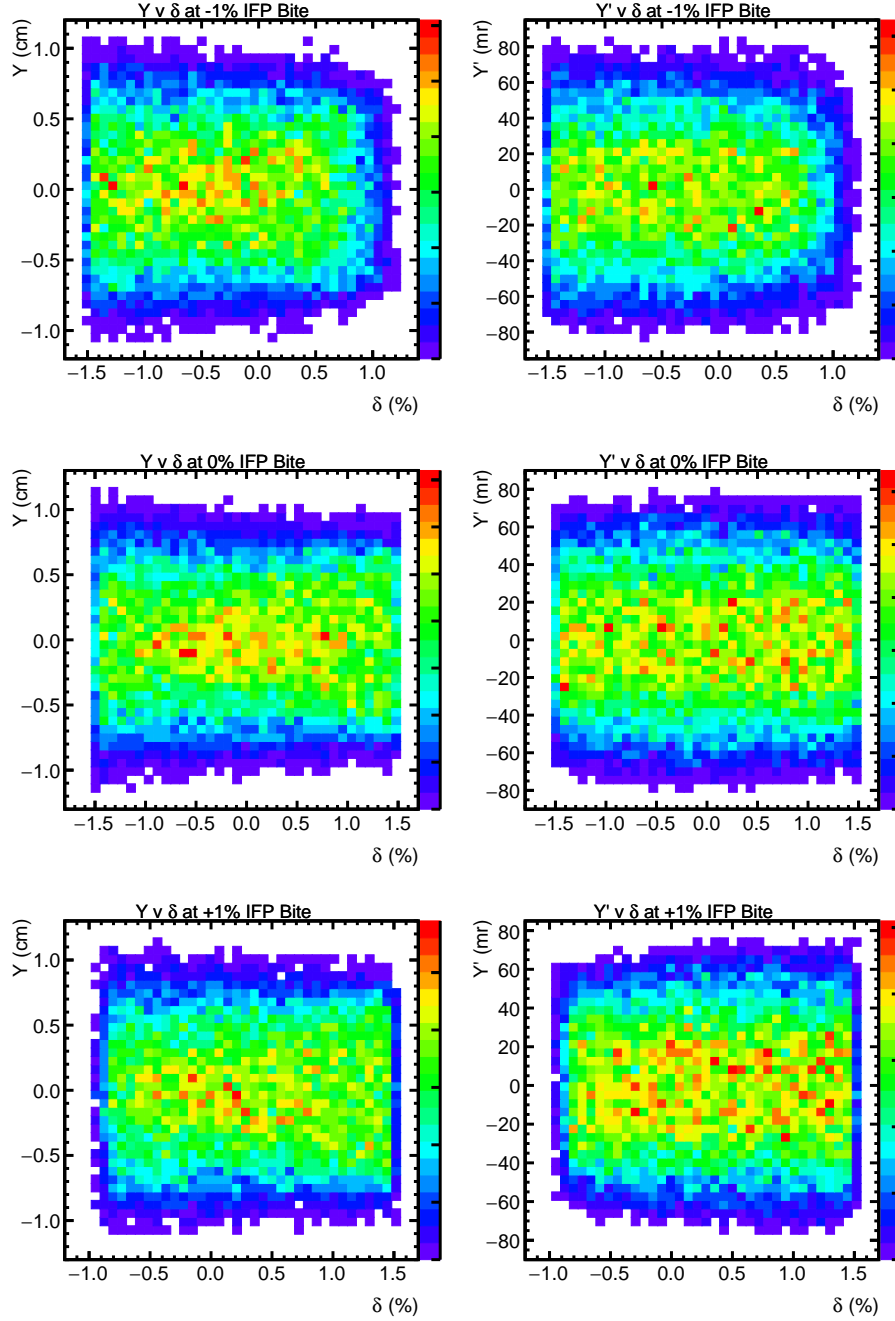 Y v δ at -1% IFP Bite
Y (cm)
1.0
0.5
0.0
−0.5
−1.0
−1.5 −1.0 −0.5 0.0 0.5 1.0
δ (%)
Y' v δ at -1% IFP Bite
Y' (mr)
80
60
40
20
0
−20
−40
−60
−80
−1.5 −1.0 −0.5 0.0 0.5 1.0
δ (%)
Y v δ at 0% IFP Bite
Y (cm)
1.0
0.5
0.0
−0.5
−1.0
−1.5 −1.0 −0.5 0.0 0.5 1.0 1.5
δ (%)
Y' v δ at 0% IFP Bite
Y' (mr)
80
60
40
20
0
−20
−40
−60
−80
−1.5 −1.0 −0.5 0.0 0.5 1.0 1.5
δ (%)
Y v δ at +1% IFP Bite
Y (cm)
1.0
0.5
0.0
−0.5
−1.0
−1.0 −0.5 0.0 0.5 1.0 1.5
δ (%)
Y' v δ at +1% IFP Bite
Y' (mr)
80
60
40
20
0
−20
−40
−60
−80
−1.0 −0.5 0.0 0.5 1.0 1.5
δ (%)